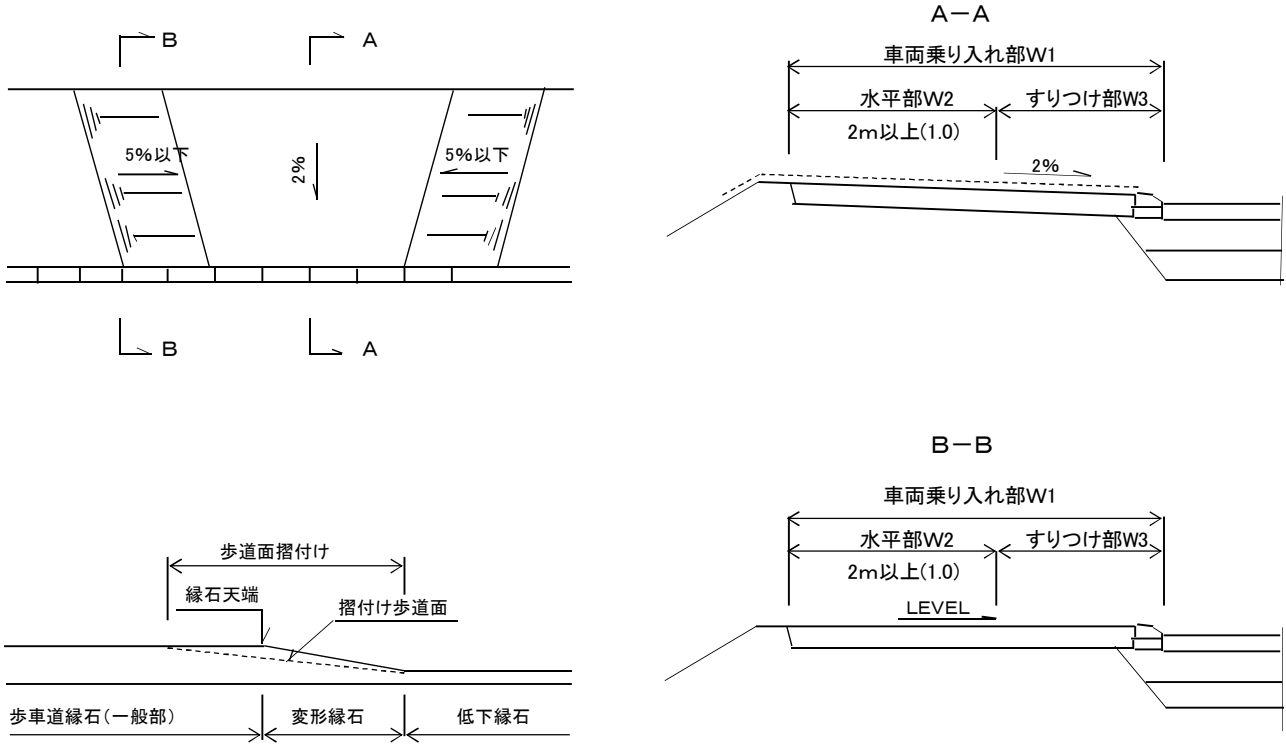 B
A
5%以下
2%
5%以下
B
A
A-A
車両乗り入れ部W1
水平部W2
すりつけ部W3
2m以上(1.0)
2%
歩道面摺付け
縁石天端
摺付け歩道面
歩車道縁石(一般部)
変形縁石
低下縁石
B-B
車両乗り入れ部W1
水平部W2
すりつけ部W3
2m以上(1.0)
LEVEL